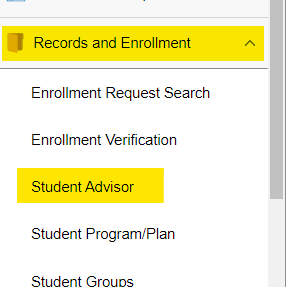 Records and Enrollment
Enrollment Request Search
Enrollment Verification
Student Advisor
Student Program/Plan
Student Groups